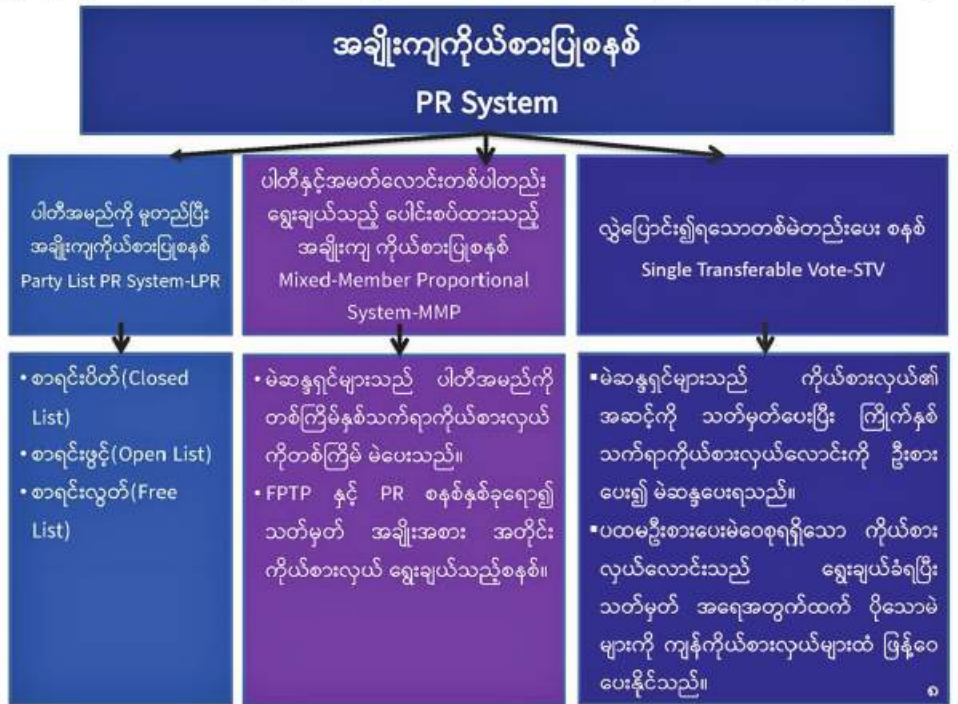 အချိုးကျကိုယ်စားပြုစနစ်
PR System
ပါတီအမည်ကို မူတည်ပြီး
အချိုးကျကိုယ်စားပြုစနစ်
Party List PR System-LPR
ပါတီနှင့်အမတ်လောင်းတစ်ပါတည်း
ရွေးချယ်သည့် ပေါင်းစပ်ထားသည့်
အချိုးကျ ကိုယ်စားပြုစနစ်
Mixed-Member Proportional
System-MMP
လွှဲပြောင်း၍ရသောတစ်မဲတည်းပေး စနစ်
Single Transferable Vote-STV
• စာရင်းပိတ်(Closed
List)
• စာရင်းဖွင့်(Open List)
• စာရင်းလွတ်(Free
List)
• မဲဆန္ဒရှင်များသည် ပါတီအမည်ကို
တစ်ကြိမ်နှစ်သက်ရာကိုယ်စားလှယ်
ကိုတစ်ကြိမ် မဲပေးသည်။
• FPTP နှင့် PR စနစ်နှစ်ခုရော၍
သတ်မှတ် အချိုးအစား အတိုင်း
ကိုယ်စားလှယ် ရွေးချယ်သည့်စနစ်။
▪မဲဆန္ဒရှင်များသည် ကိုယ်စားလှယ်၏
အဆင့်ကို သတ်မှတ်ပေးပြီး ကြိုက်နှစ်
သက်ရာကိုယ်စားလှယ်လောင်းကို ဦးစား
ပေး၍ မဲဆန္ဒပေးရသည်။
▪ပထမဦးစားပေးမဲဝေစုရရှိသော ကိုယ်စား
လှယ်လောင်းသည် ရွေးချယ်ခံရပြီး
သတ်မှတ် အရေအတွက်ထက် ပိုသောမဲ
များကို ကျန်ကိုယ်စားလှယ်များထံ ဖြန့်ဝေ
ပေးနိုင်သည်။
၈